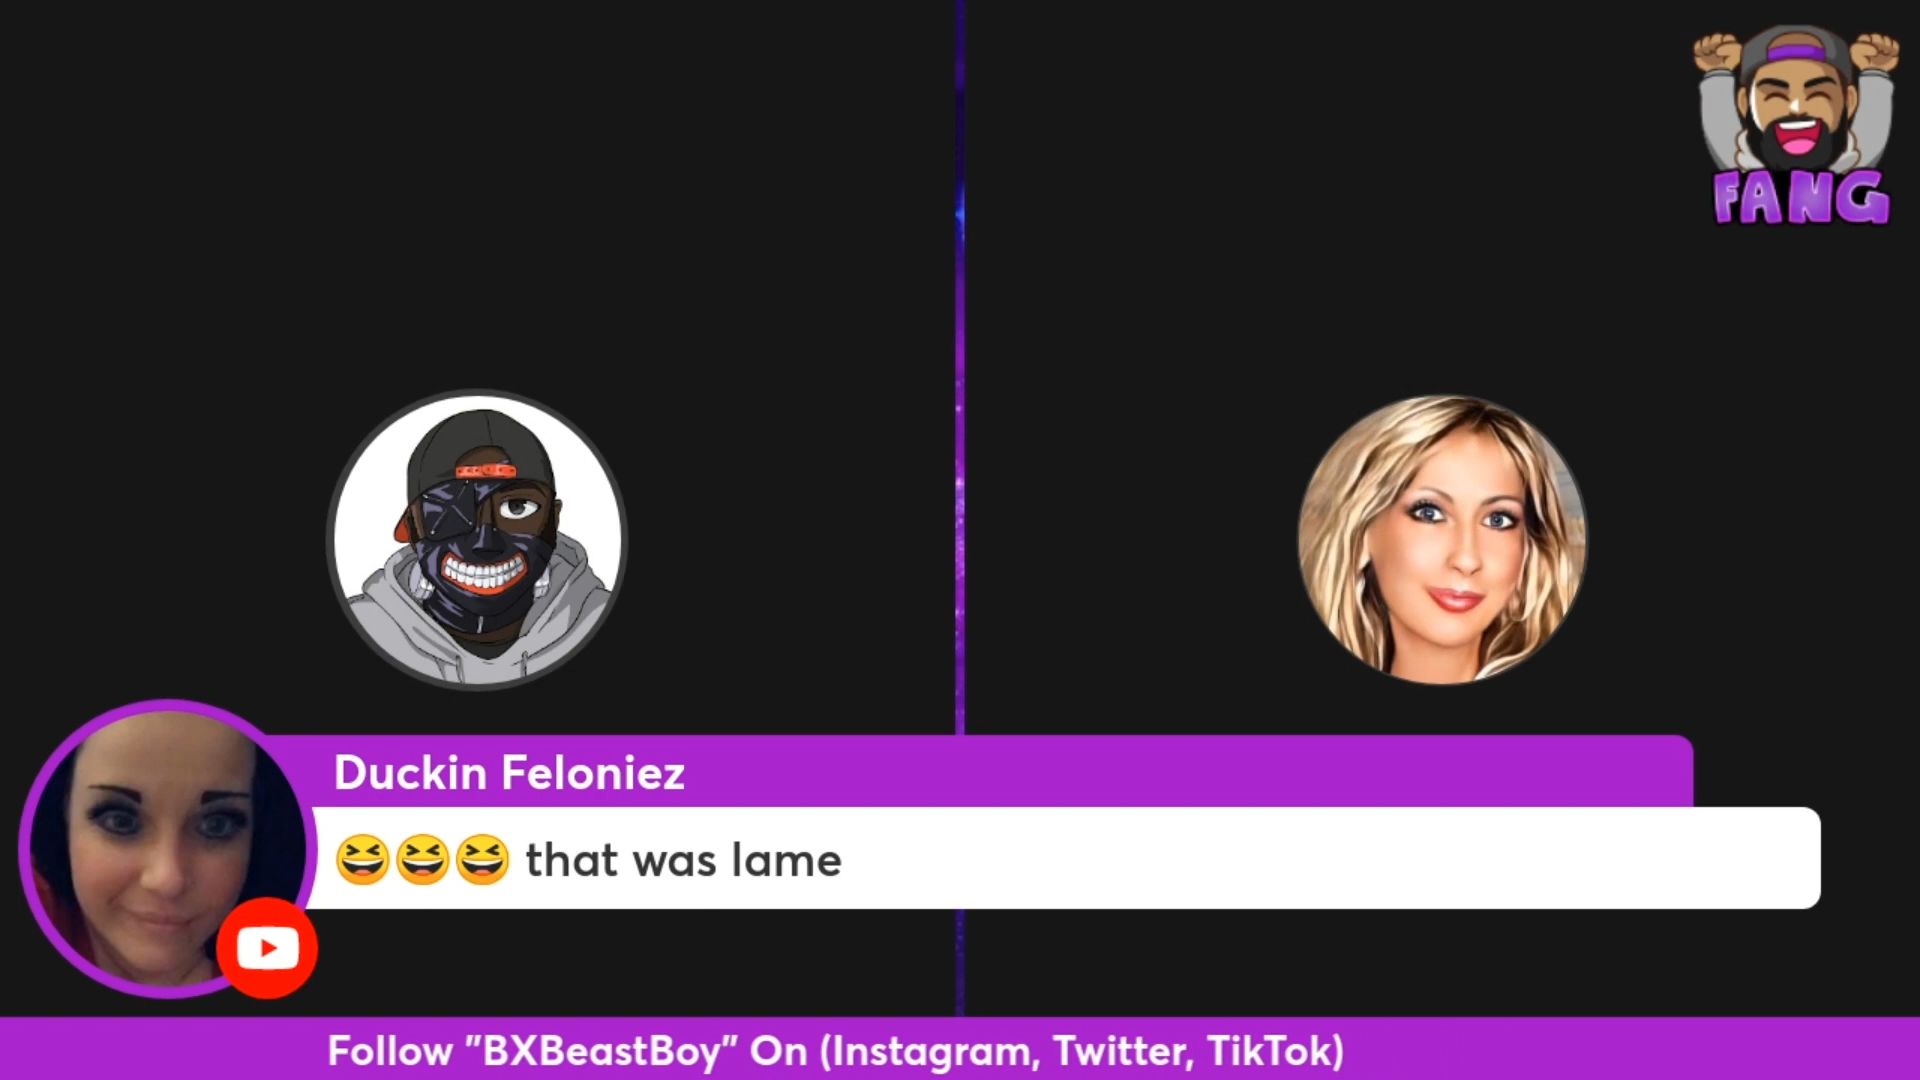 FANG
Duckin Feloniez
😆😆😆 that was lame
Follow "BXBeastBoy" On (Instagram, Twitter, TikTok)